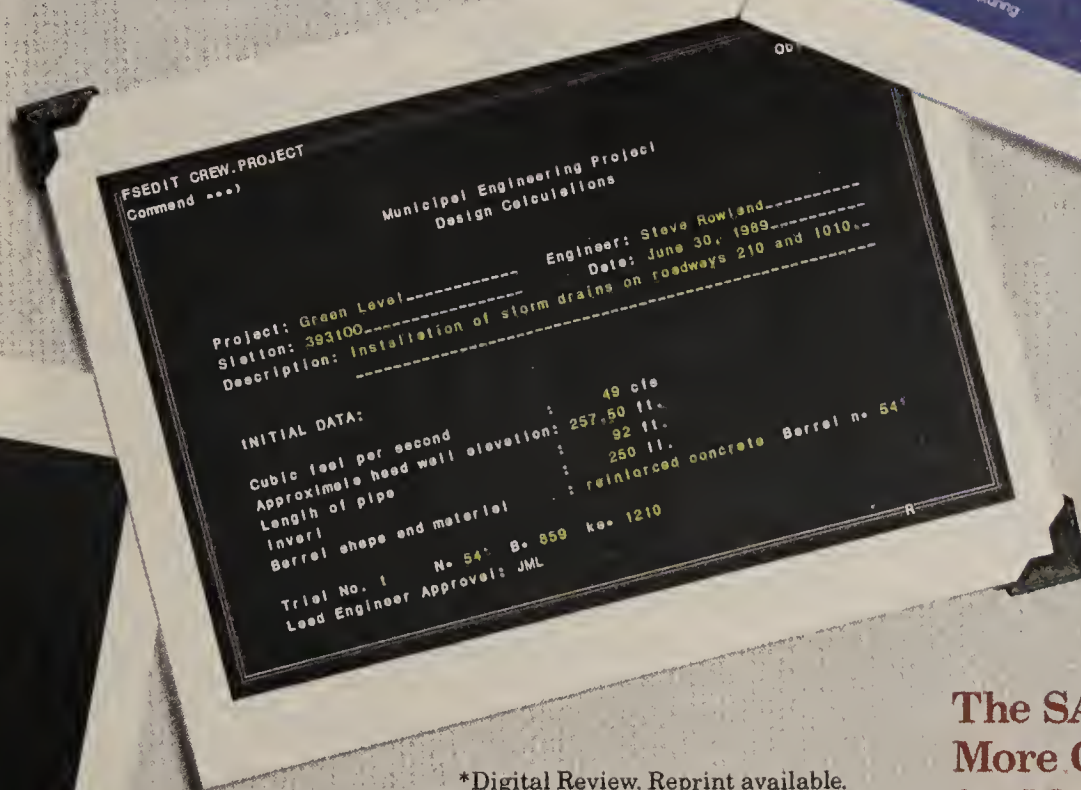 Ob
FSEDIT CREW.PROJECT
Command ===>
Municipal Engineering Project
Design Calculations
Project: Green Level
Engineer: Steve Rowland
Station: 393100
Date: June 30, 1989
Description: Installation of storm drains on roadways 210 and 1010.
INITIAL DATA:
Cubic feet per second : 49 cfs
Approximate head wall elevation: 257.50 ft.
Length of pipe : 92 ft.
Invert : 250 ft.
Barrel shape and material : reinforced concrete Barrel n= 54"
Trial No. 1 N= 54" B= 859 ke= 1210
Lead Engineer Approval: JML
R
*Digital Review. Reprint available.
The SA
More C